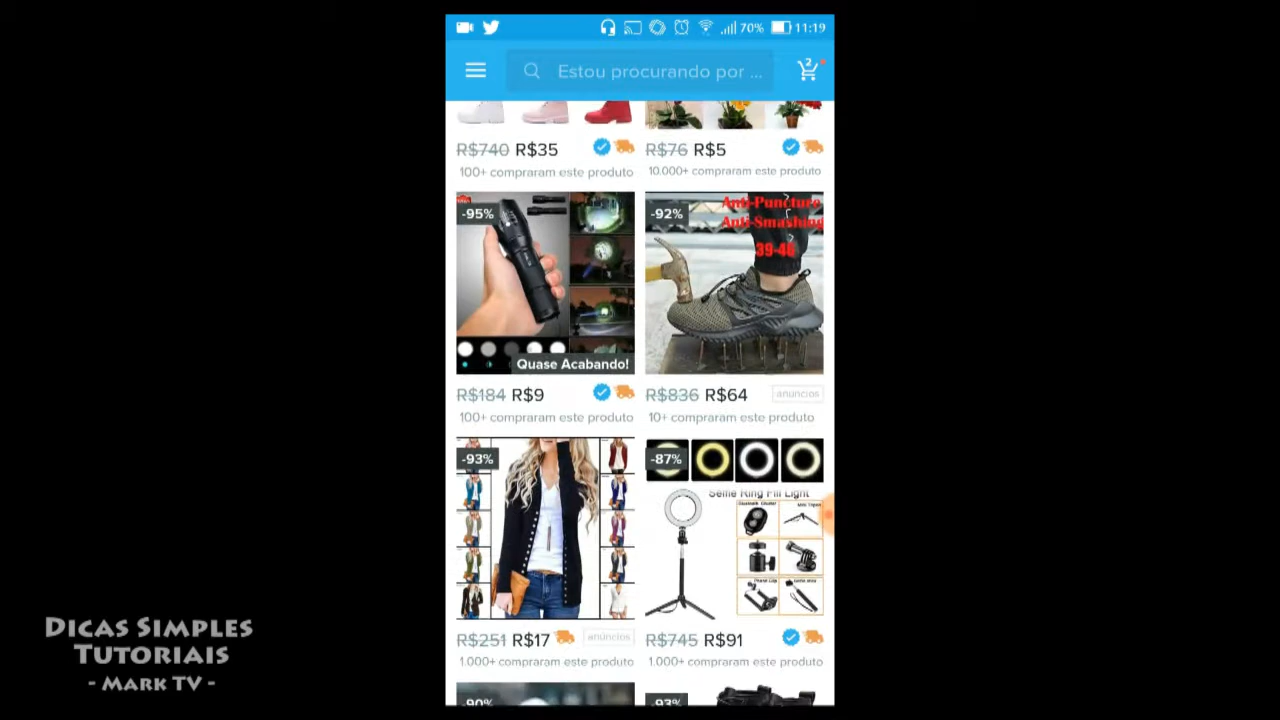 70% 11:19
Estou procurando por ...
2
R$740 R$35
R$76 R$5
100+ compraram este produto
10.000+ compraram este produto
-95%
Quase Acabando!
-92%
Anti-Puncture
Anti-Smashing
39-46
R$184 R$9
R$836 R$64 anúncios
100+ compraram este produto
10+ compraram este produto
-93%
-87%
Selfie Ring Fill Light
R$251 R$17 anúncios
R$745 R$91
1.000+ compraram este produto
1.000+ compraram este produto
-90%
-93%
Dicas Simples
Tutoriais
- Mark TV -